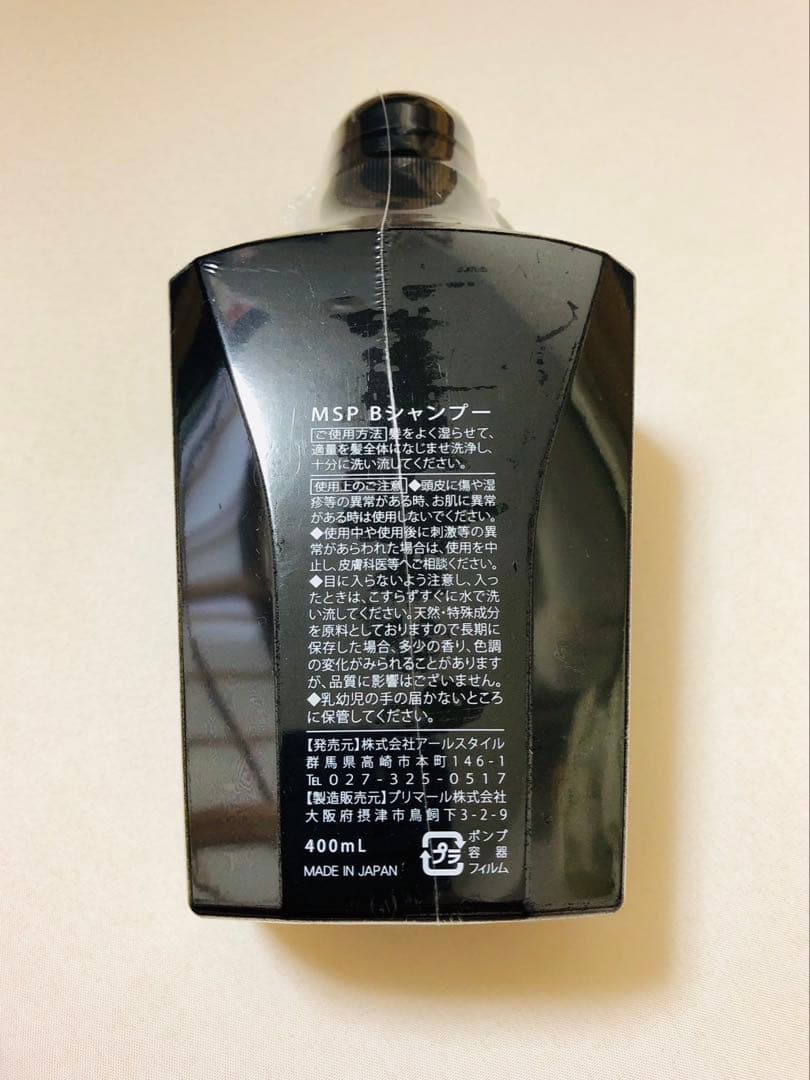 MSP Bシャンプー
ご使用方法 髪をよく湿らせて、
適量を髪全体になじませ洗浄し、
十分に洗い流してください。
使用上のご注意 ◆頭皮に傷や湿
疹等の異常がある時、お肌に異常
がある時は使用しないでください。
◆使用中や使用後に刺激等の異
常があらわれた場合は、使用を中
止し、皮膚科医等へご相談ください。
◆目に入らないよう注意し、入っ
たときは、こすらずすぐに水で洗
い流してください。天然・特殊成分
を原料としておりますので長期に
保存した場合、多少の香り、色調
の変化がみられることがあります
が、品質に影響はございません。
◆乳幼児の手の届かないところ
に保管してください。
【発売元】株式会社アールスタイル
群馬県高崎市本町146-1
TEL 027-325-0517
【製造販売元】プリマール株式会社
大阪府摂津市鳥飼下3-2-9
400mL
MADE IN JAPAN
プラ
ポンプ
容器
フィルム